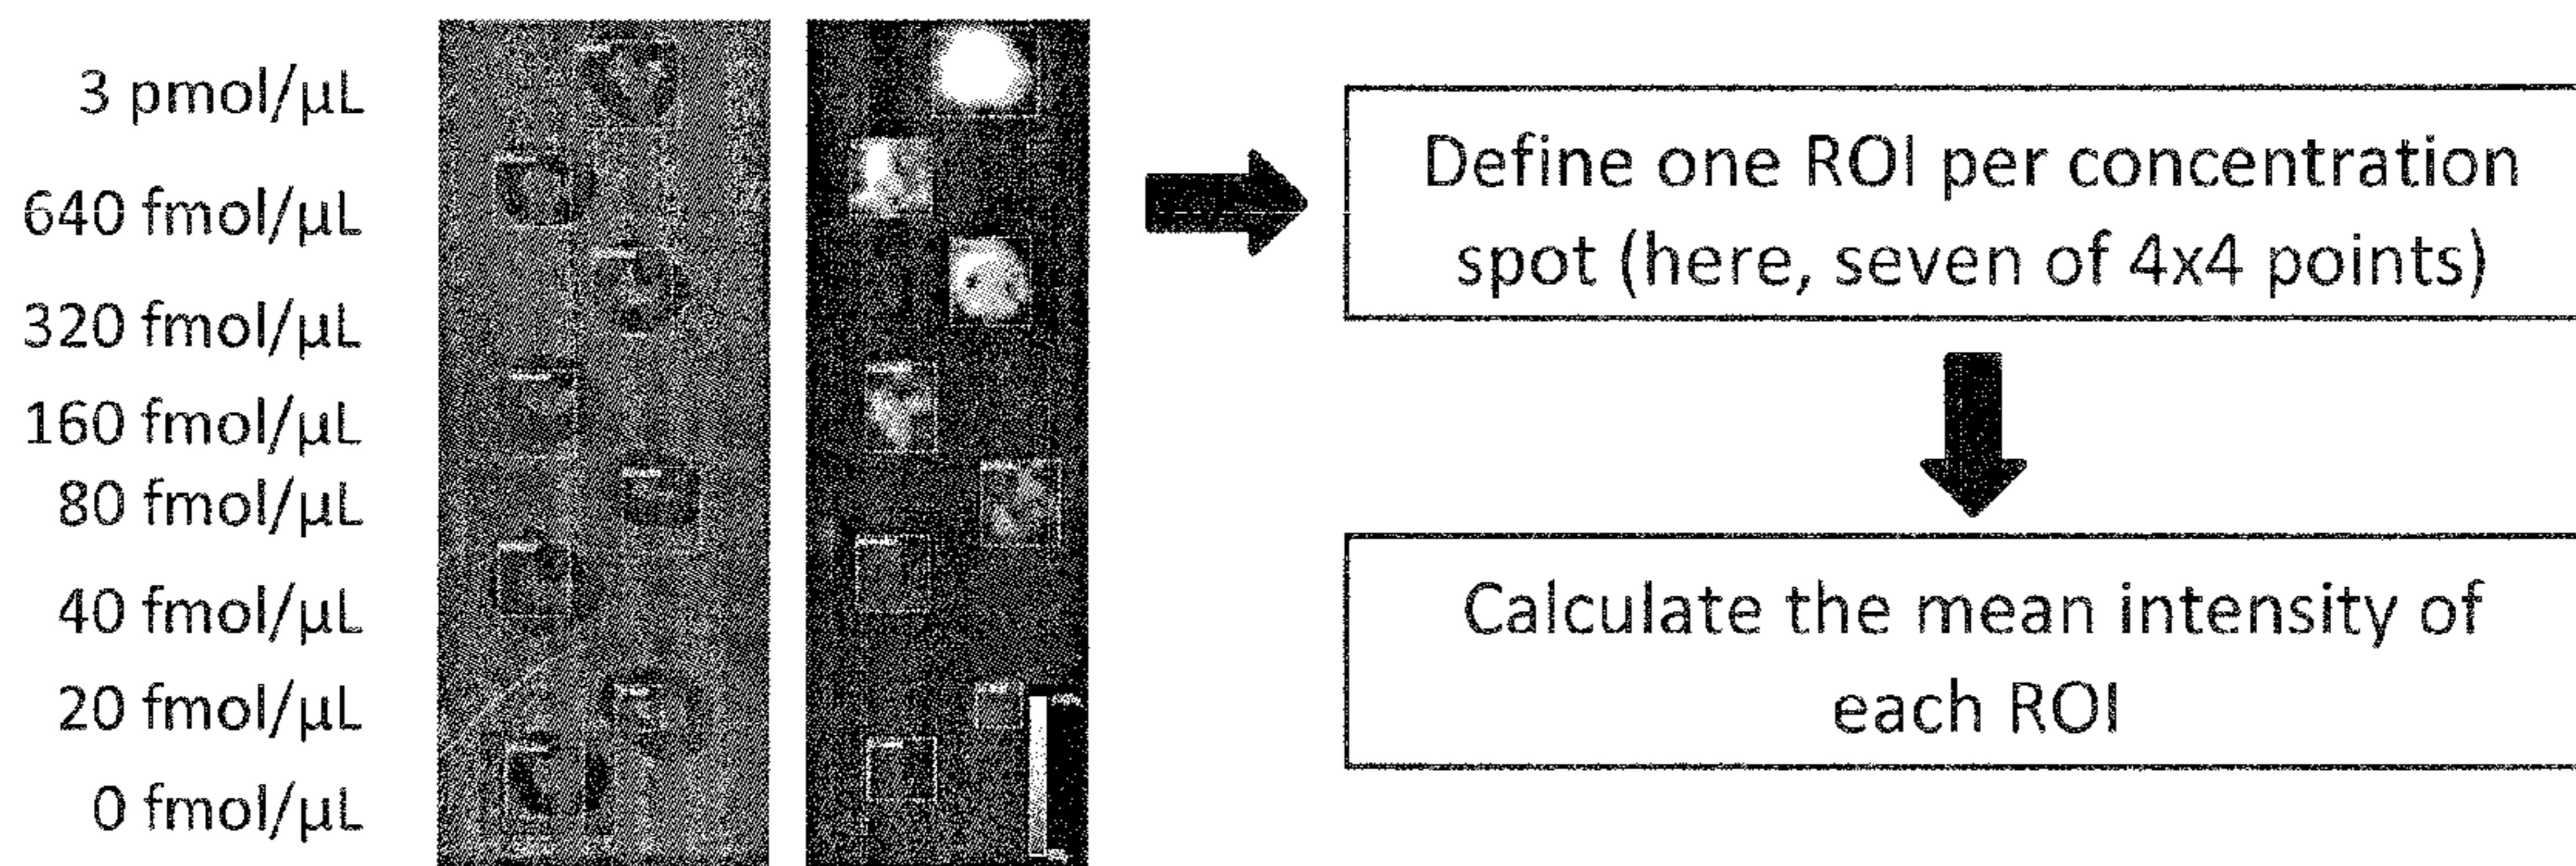 3 pmol/µL
640 fmol/µL
320 fmol/µL
160 fmol/µL
80 fmol/µL
40 fmol/µL
20 fmol/µL
0 fmol/µL
Define one ROI per concentration
spot (here, seven of 4x4 points)
Calculate the mean intensity of
each ROI